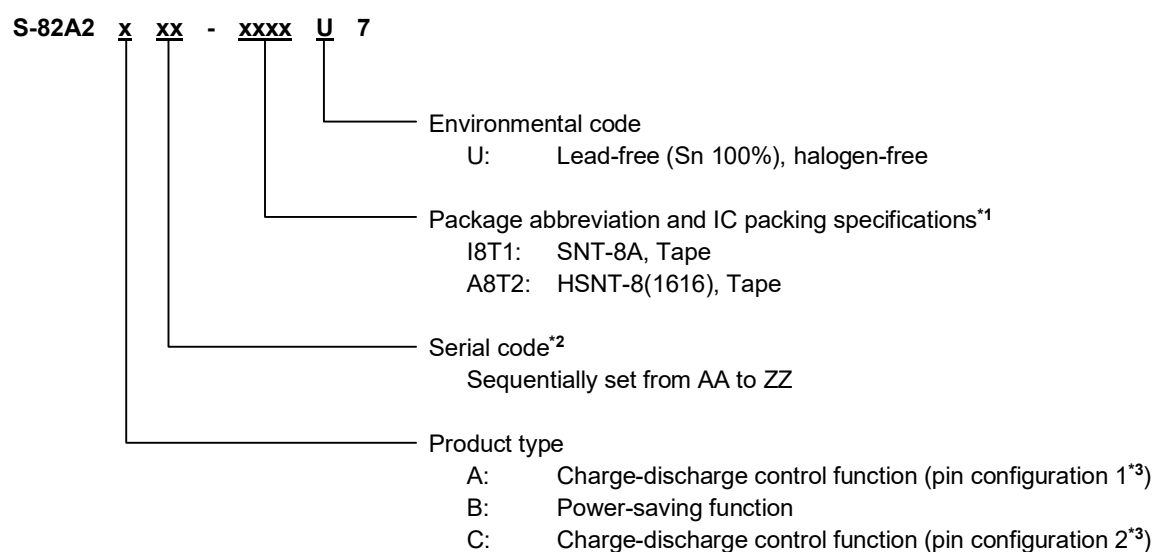 S-82A2 x xx - xxxx U 7
Environmental code
U: Lead-free (Sn 100%), halogen-free
Package abbreviation and IC packing specifications*1
I8T1: SNT-8A, Tape
A8T2: HSNT-8(1616), Tape
Serial code*2
Sequentially set from AA to ZZ
Product type
A: Charge-discharge control function (pin configuration 1*3)
B: Power-saving function
C: Charge-discharge control function (pin configuration 2*3)